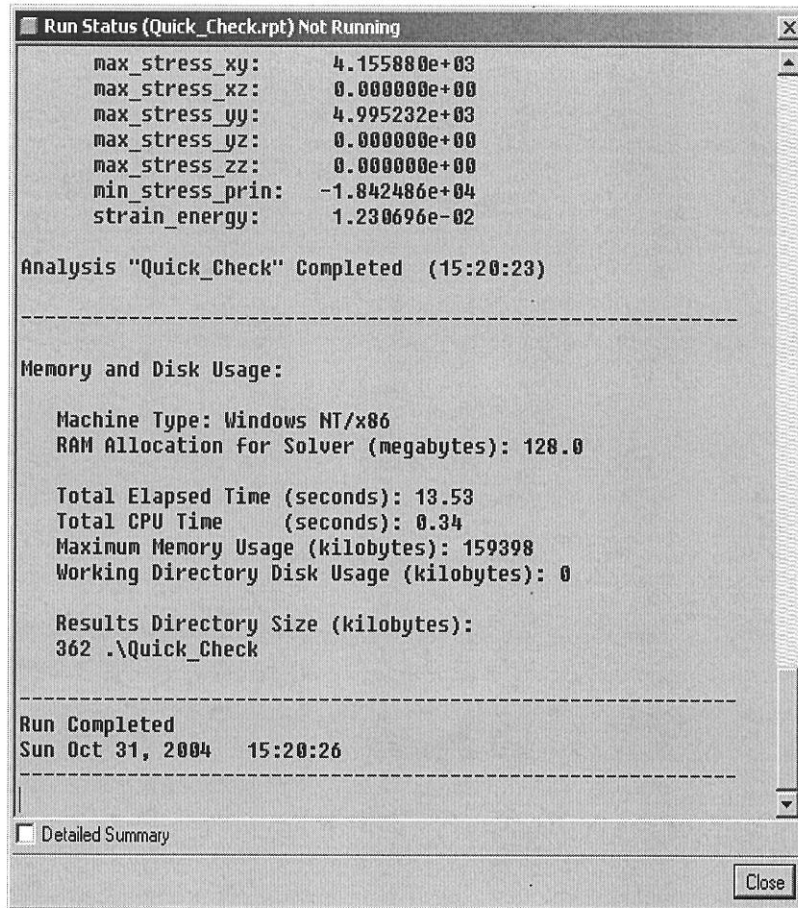 Run Status (Quick_Check.rpt) Not Running
max_stress_xy: 4.155880e+03
max_stress_xz: 0.000000e+00
max_stress_yy: 4.995232e+03
max_stress_yz: 0.000000e+00
max_stress_zz: 0.000000e+00
min_stress_prin: -1.842486e+04
strain_energy: 1.230696e-02
Analysis "Quick_Check" Completed (15:20:23)
------------------------------------------------------------
Memory and Disk Usage:
Machine Type: Windows NT/x86
RAM Allocation for Solver (megabytes): 128.0
Total Elapsed Time (seconds): 13.53
Total CPU Time (seconds): 0.34
Maximum Memory Usage (kilobytes): 159398
Working Directory Disk Usage (kilobytes): 0
Results Directory Size (kilobytes):
362 .\Quick_Check
------------------------------------------------------------
Run Completed
Sun Oct 31, 2004 15:20:26
------------------------------------------------------------
Detailed Summary
Close